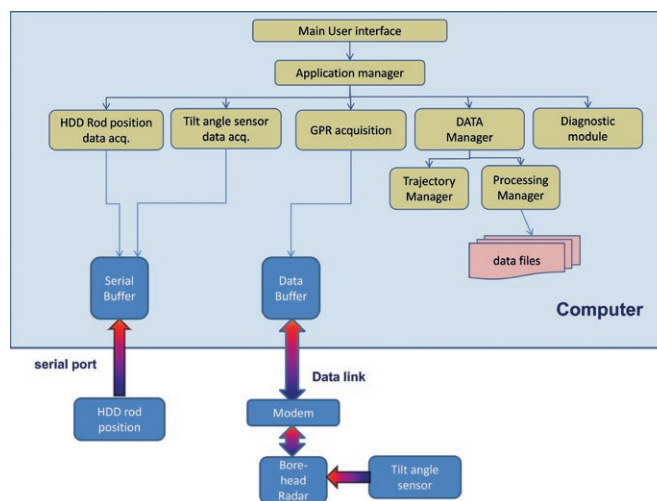 Main User interface
Application manager
HDD Rod position
data acq.
Tilt angle sensor
data acq.
GPR acquisition
DATA
Manager
Diagnostic
module
Trajectory
Manager
Processing
Manager
data files
Serial
Buffer
Data
Buffer
Computer
serial port
Data link
HDD rod
position
Modem
Bore-
head
Radar
Tilt angle
sensor